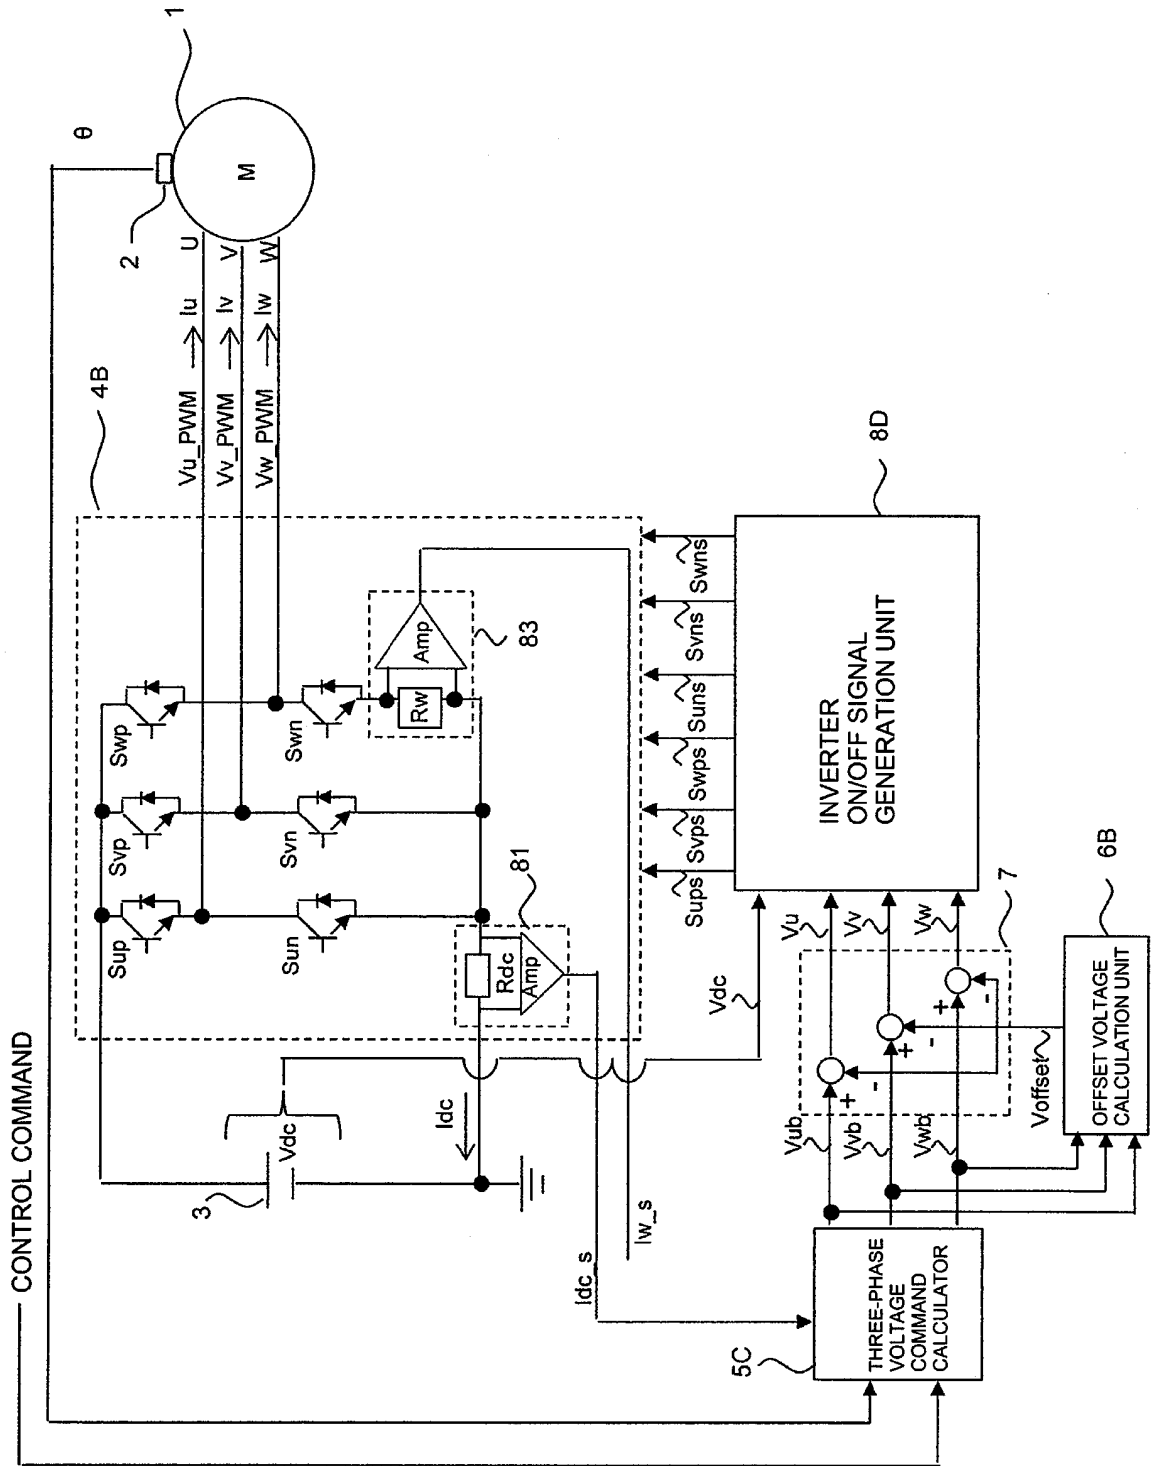 CONTROL COMMAND
θ
1
2
M
U
V
W
Iu
Iv
Iw
Vu_PWM
Vv_PWM
Vw_PWM
4B
3
Vdc
Idc
Sup
Svp
Swp
Sun
Svn
Swn
Rdc
Amp
81
Rw
Amp
83
Idc_s
Iw_s
Vdc
Sups
Svps
Swps
Suns
Svns
Swns
INVERTER
ON/OFF SIGNAL
GENERATION UNIT
8D
5C
THREE-PHASE
VOLTAGE
COMMAND
CALCULATOR
Vub
Vvb
Vwb
+
-
+
-
+
-
Vu
Vv
Vw
7
Voffset
OFFSET VOLTAGE
CALCULATION UNIT
6B